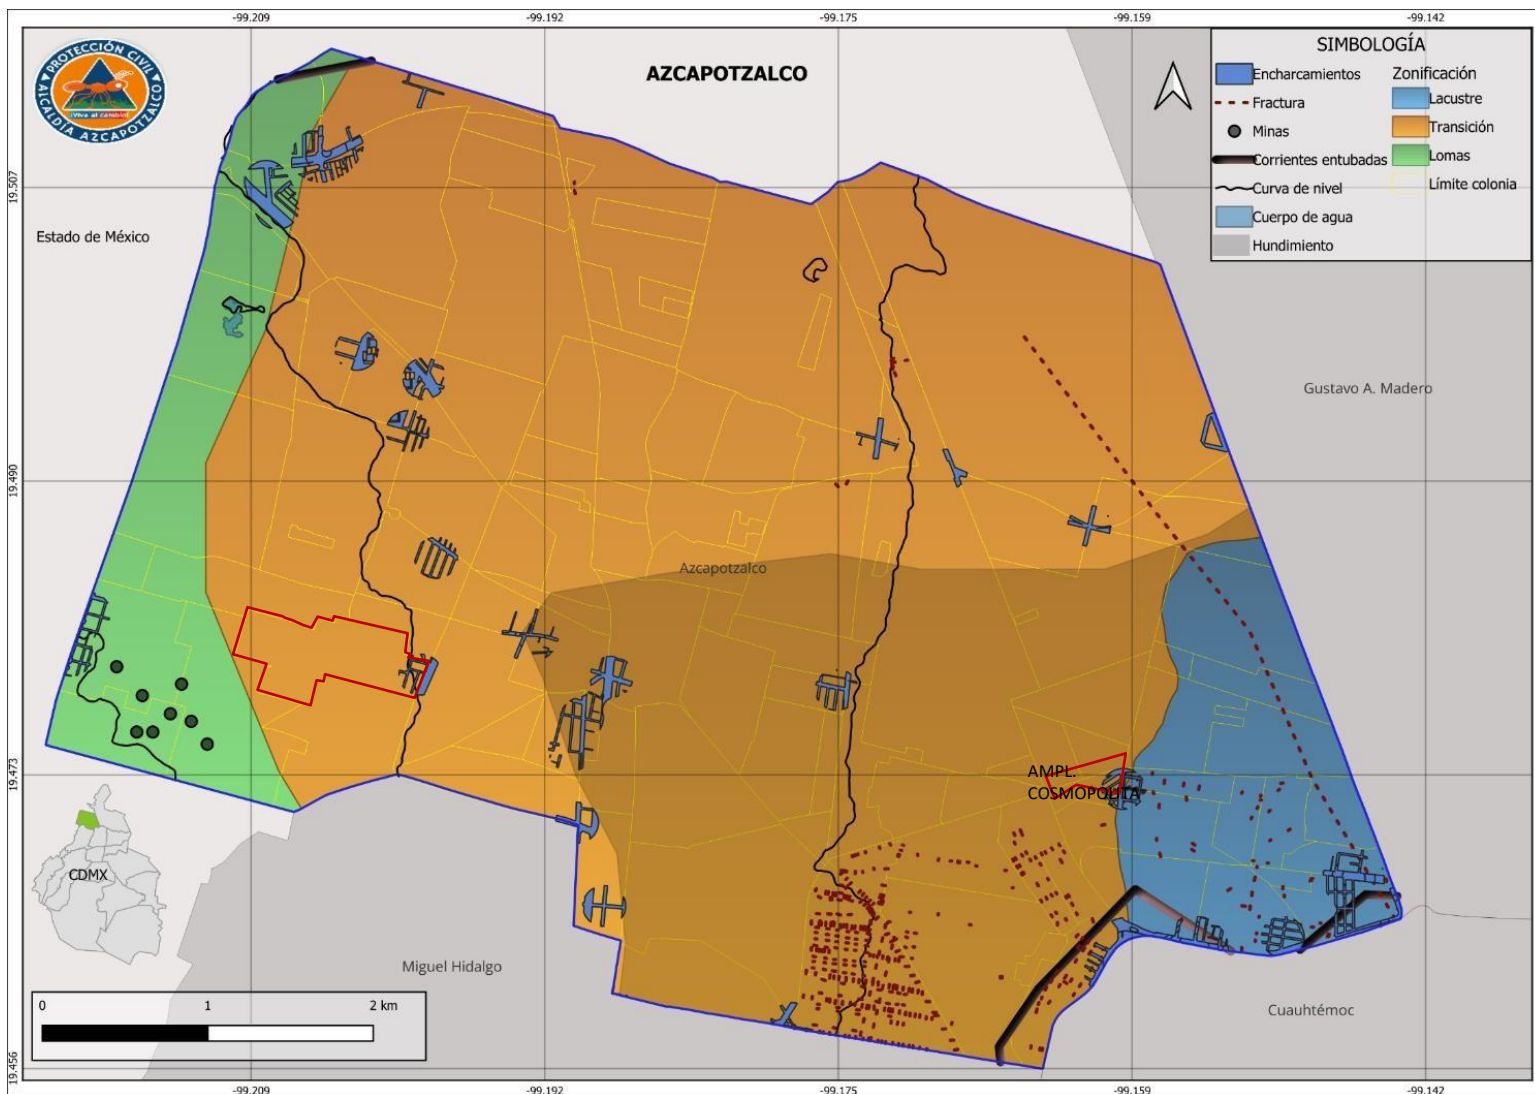 -99.209
-99.192
-99.175
-99.159
-99.142
PROTECCIÓN CIVIL
¡Viva al calabín!
ALCALDÍA AZCAPOTZALCO
AZCAPOTZALCO
SIMBOLOGÍA
Encharcamientos
Fractura
Minas
Corrientes entubadas
Curva de nivel
Cuerpo de agua
Hundimiento
Zonificación
Lacustre
Transición
Lomas
Límite colonia
19.507
Estado de México
Gustavo A. Madero
19.490
Azcapotzalco
19.473
AMPL.
COSMOPOLITA
CDMX
Miguel Hidalgo
0 1 2 km
Cuauhtémoc
19.456
-99.209
-99.192
-99.175
-99.159
-99.142